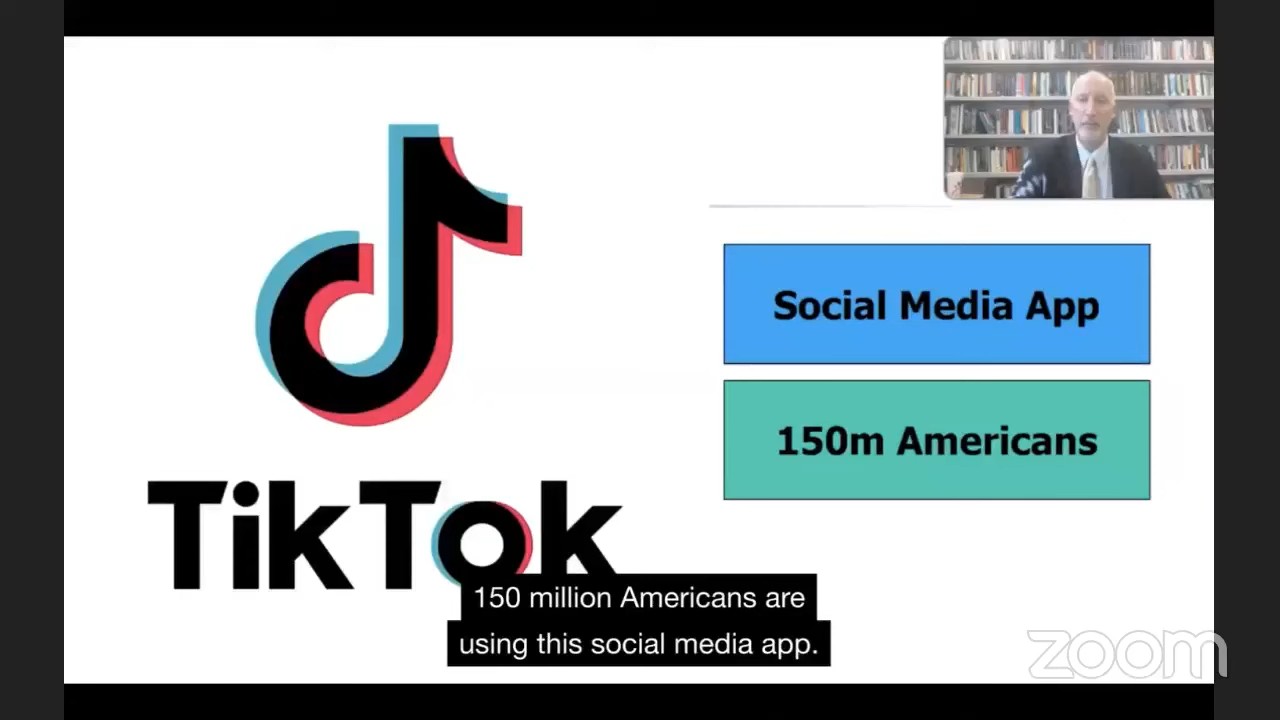 Social Media App
150m Americans
TikTok
150 million Americans are
using this social media app.
zoom